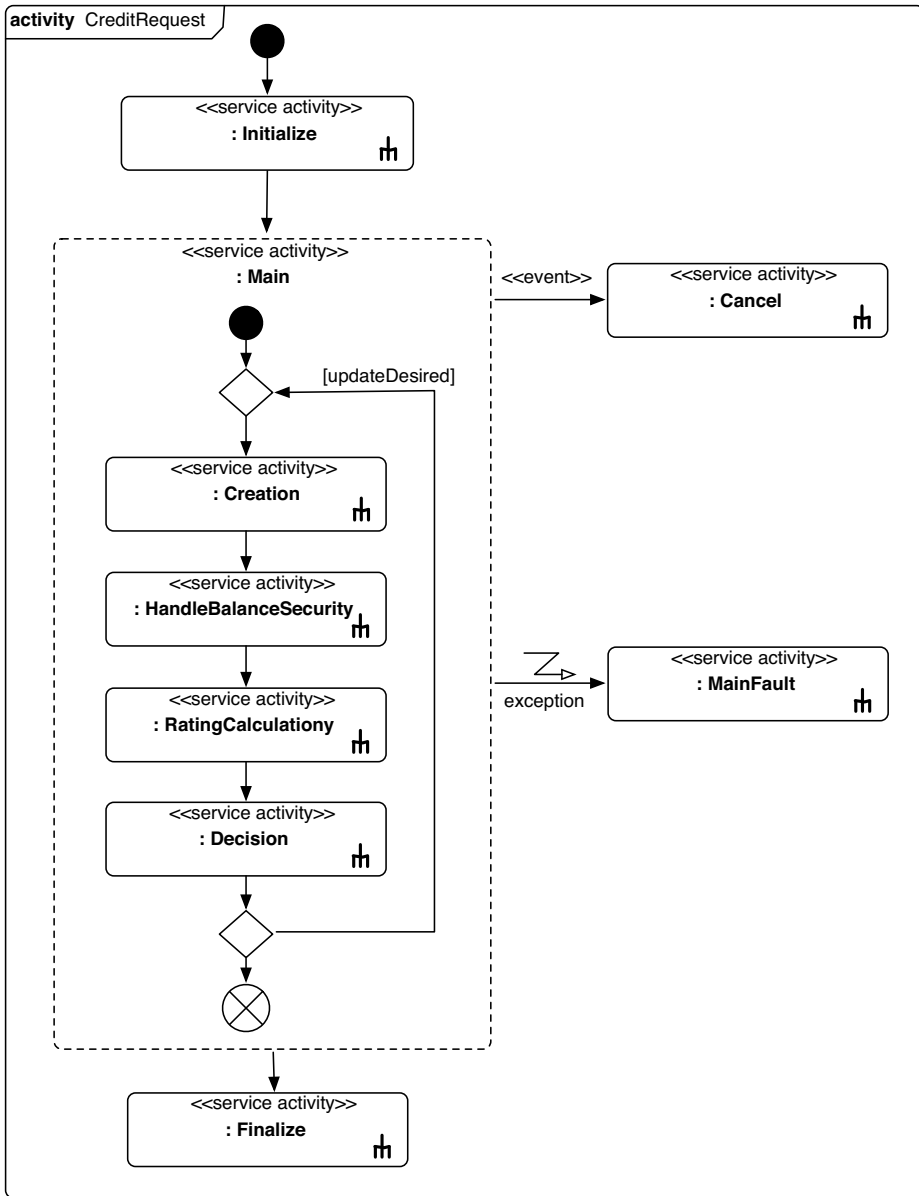 activity CreditRequest
<<service activity>>
: Initialize
<<service activity>>
: Main
<<event>>
<<service activity>>
: Cancel
[updateDesired]
<<service activity>>
: Creation
<<service activity>>
: HandleBalanceSecurity
<<service activity>>
: MainFault
exception
<<service activity>>
: RatingCalculationy
<<service activity>>
: Decision
<<service activity>>
: Finalize